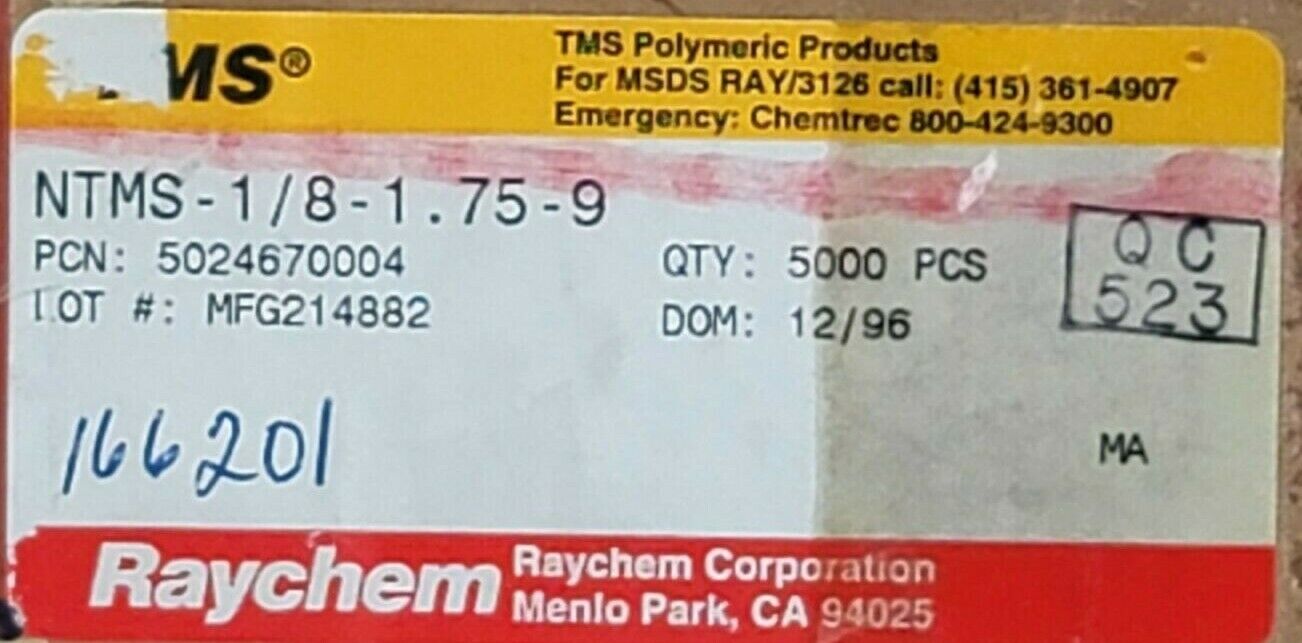 MS®
TMS Polymeric Products
For MSDS RAY/3126 call: (415) 361-4907
Emergency: Chemtrec 800-424-9300
NTMS-1/8-1.75-9
PCN: 5024670004
QTY: 5000 PCS
LOT #: MFG214882
DOM: 12/96
QC
523
166201
MA
Raychem
Raychem Corporation
Menlo Park, CA 94025